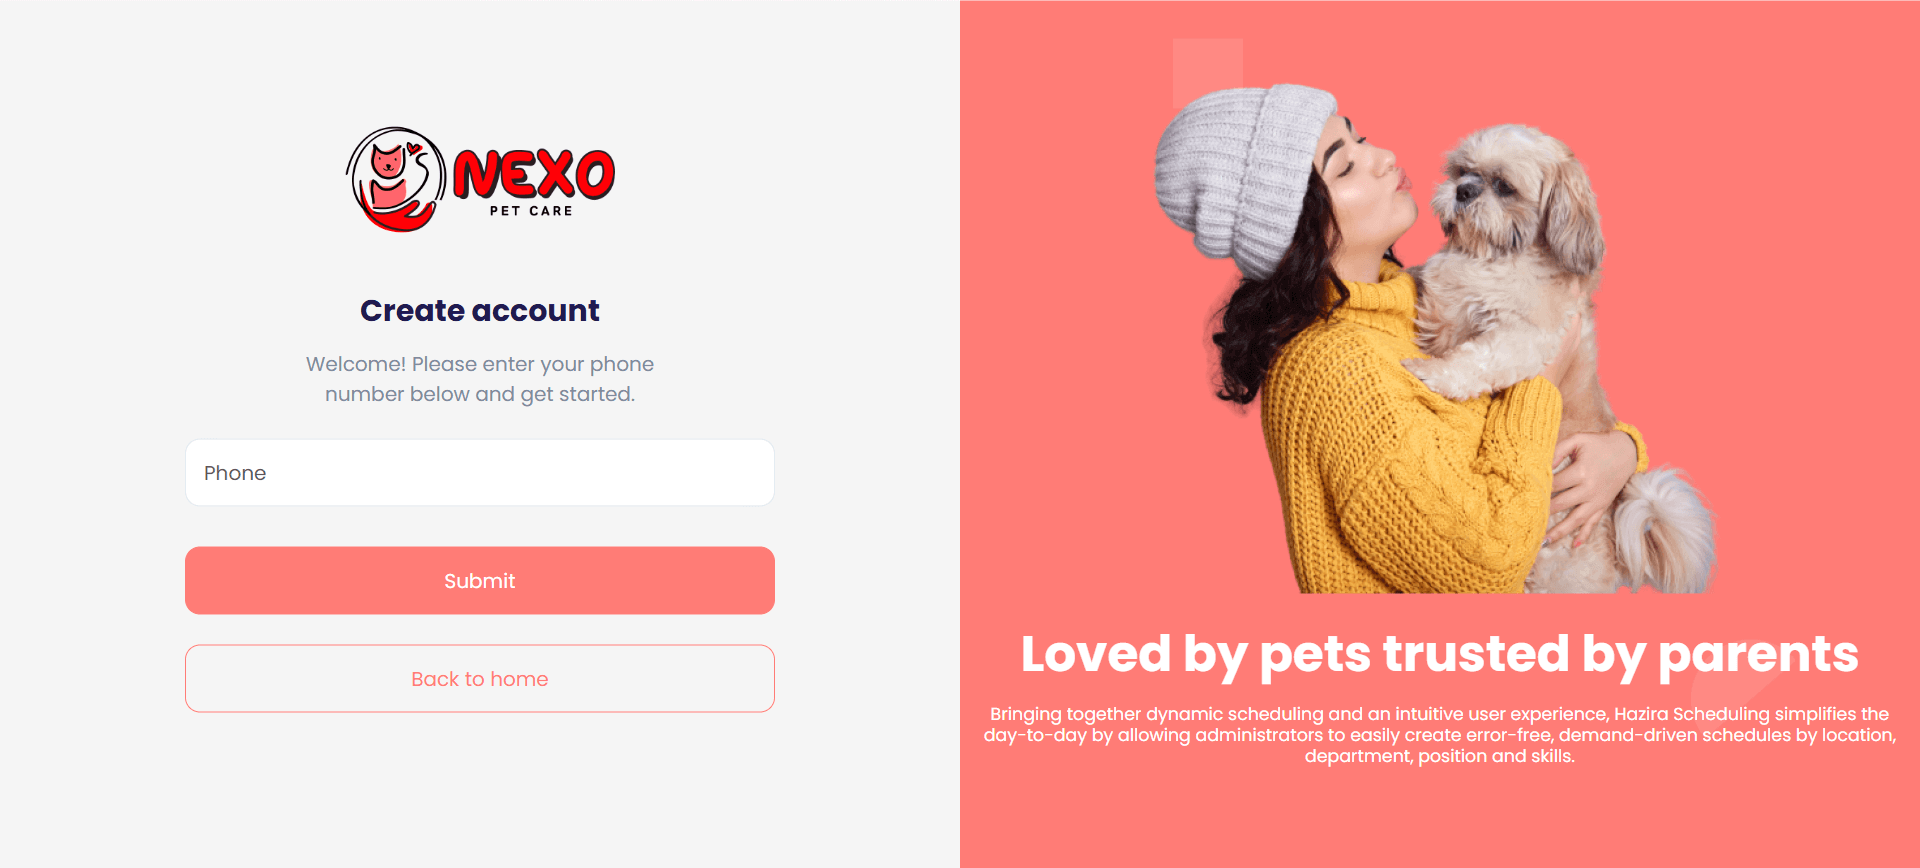 NEXO
PET CARE
Create account
Welcome! Please enter your phone
number below and get started.
Phone
Submit
Back to home
Loved by pets trusted by parents
Bringing together dynamic scheduling and an intuitive user experience, Hazira Scheduling simplifies the
day-to-day by allowing administrators to easily create error-free, demand-driven schedules by location,
department, position and skills.